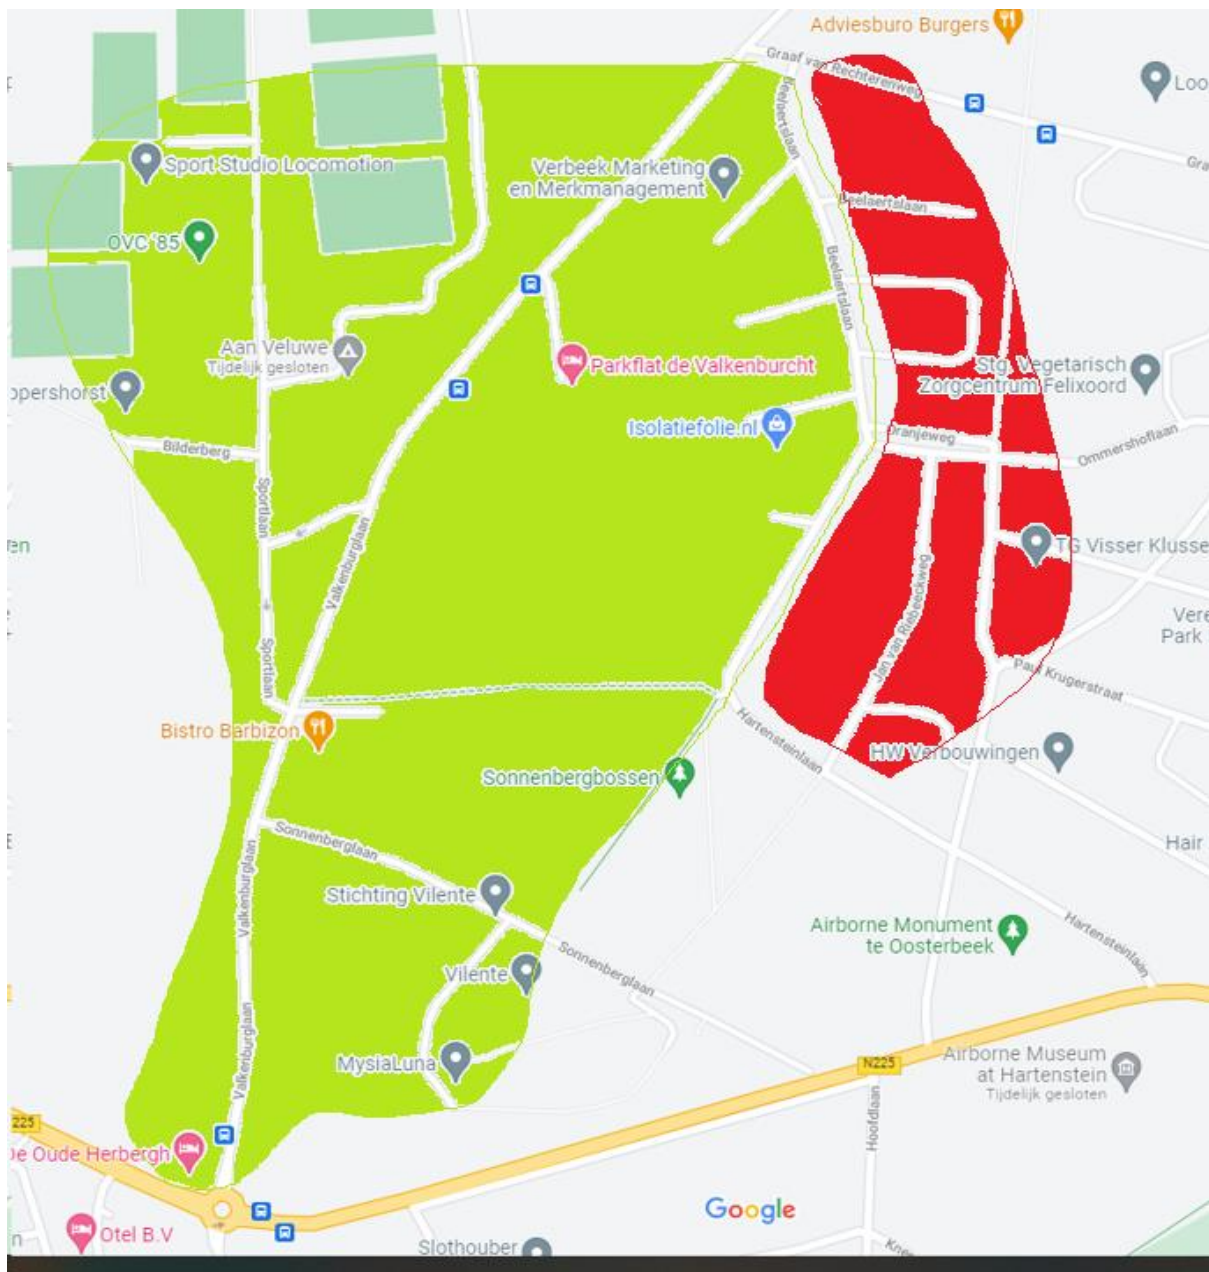 Adviesburo Burgers
Graaf van Rechterenweg
Loo
Beelaertslaan
Gra
Sport Studio Locomotion
Verbeek Marketing
en Merkmanagement
Beelaertslaan
OVC '85
Beelaertslaan
Aan Veluwe
Tijdelijk gesloten
Parkflat de Valkenburcht
Stg. Vegetarisch
Zorgcentrum Felixoord
ppershorst
Isolatiefolie.nl
Oranjeweg
Ommershoflaan
Bilderberg
Sportlaan
en
Valkenburglaan
TG Visser Klusse
Jan van Riebeeckweg
Vere
Park
Sportlaan
Paul Krugerstraat
Bistro Barbizon
Hartensteinlaan
HW Verbouwingen
Sonnenbergbossen
Sonnenberglaan
Hair
Valkenburglaan
Stichting Vilente
Airborne Monument
te Oosterbeek
Hartensteinlaan
Sonnenberglaan
Vilente
Valkenburglaan
MysiaLuna
N225
Airborne Museum
at Hartenstein
Tijdelijk gesloten
225
Hoofdlaan
De Oude Herbergh
Google
Otel B.V
n
Slothouber
Kne